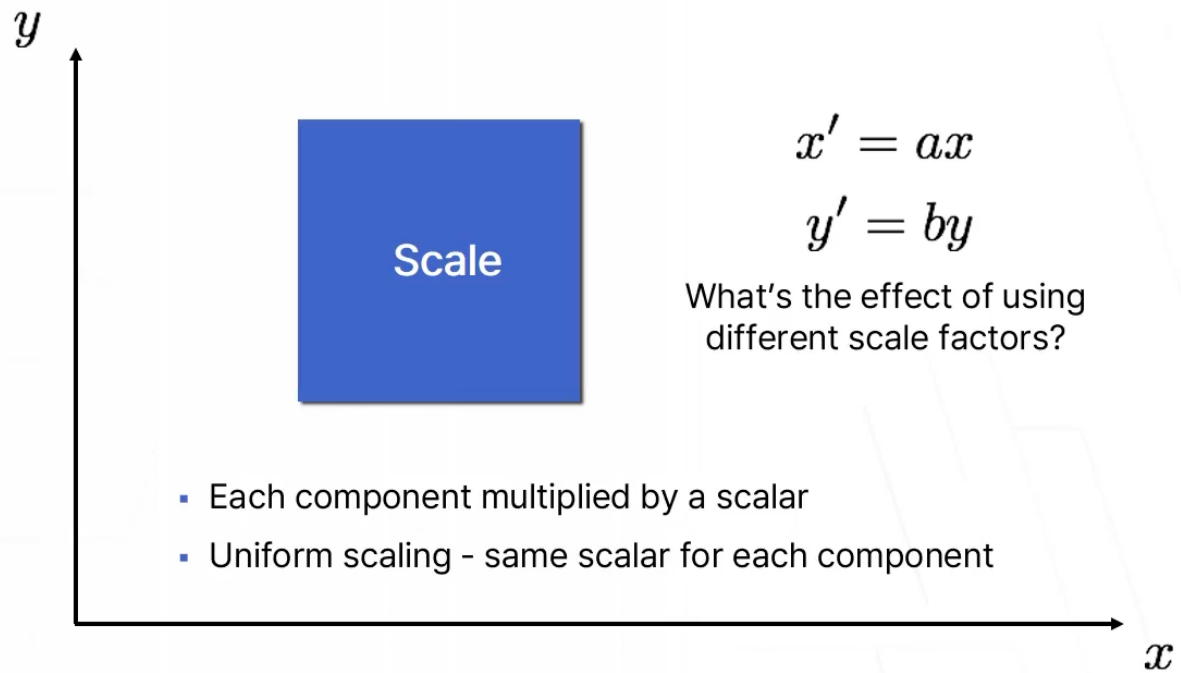 y
Scale
x′ = ax
y′ = by
What’s the effect of using
different scale factors?
▪ Each component multiplied by a scalar
▪ Uniform scaling - same scalar for each component
x